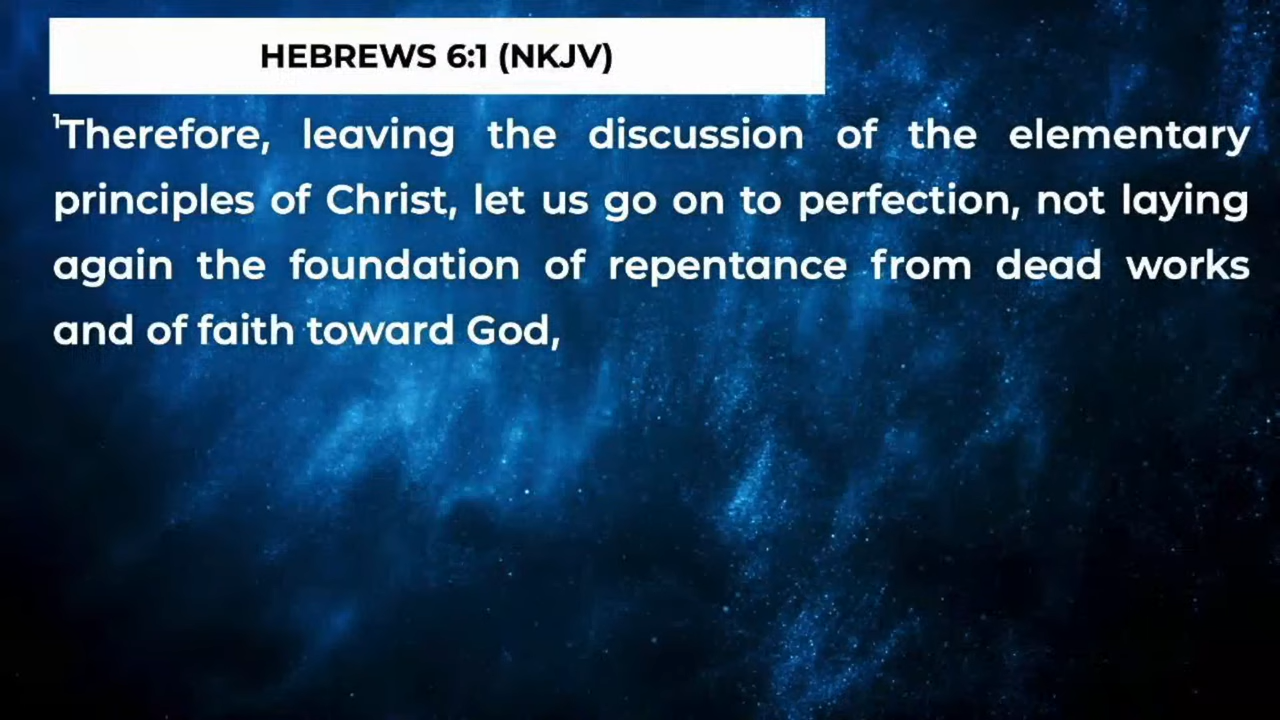 HEBREWS 6:1 (NKJV)
¹Therefore, leaving the discussion of the elementary
principles of Christ, let us go on to perfection, not laying
again the foundation of repentance from dead works
and of faith toward God,